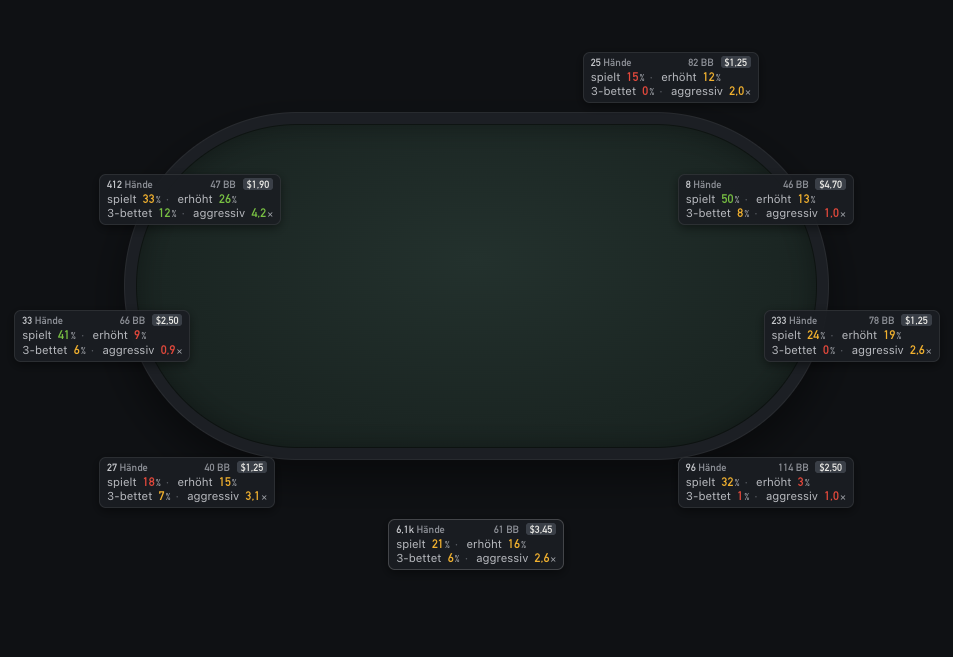 25 Hände 82 BB $1,25
spielt 15% · erhöht 12%
3-bettet 0% · aggressiv 2,0×
412 Hände 47 BB $1,90
spielt 33% · erhöht 26%
3-bettet 12% · aggressiv 4,2×
8 Hände 46 BB $4,70
spielt 50% · erhöht 13%
3-bettet 8% · aggressiv 1,0×
33 Hände 66 BB $2,50
spielt 41% · erhöht 9%
3-bettet 6% · aggressiv 0,9×
233 Hände 78 BB $1,25
spielt 24% · erhöht 19%
3-bettet 0% · aggressiv 2,6×
27 Hände 40 BB $1,25
spielt 18% · erhöht 15%
3-bettet 7% · aggressiv 3,1×
96 Hände 114 BB $2,50
spielt 32% · erhöht 3%
3-bettet 1% · aggressiv 1,0×
6,1k Hände 61 BB $3,45
spielt 21% · erhöht 16%
3-bettet 6% · aggressiv 2,6×